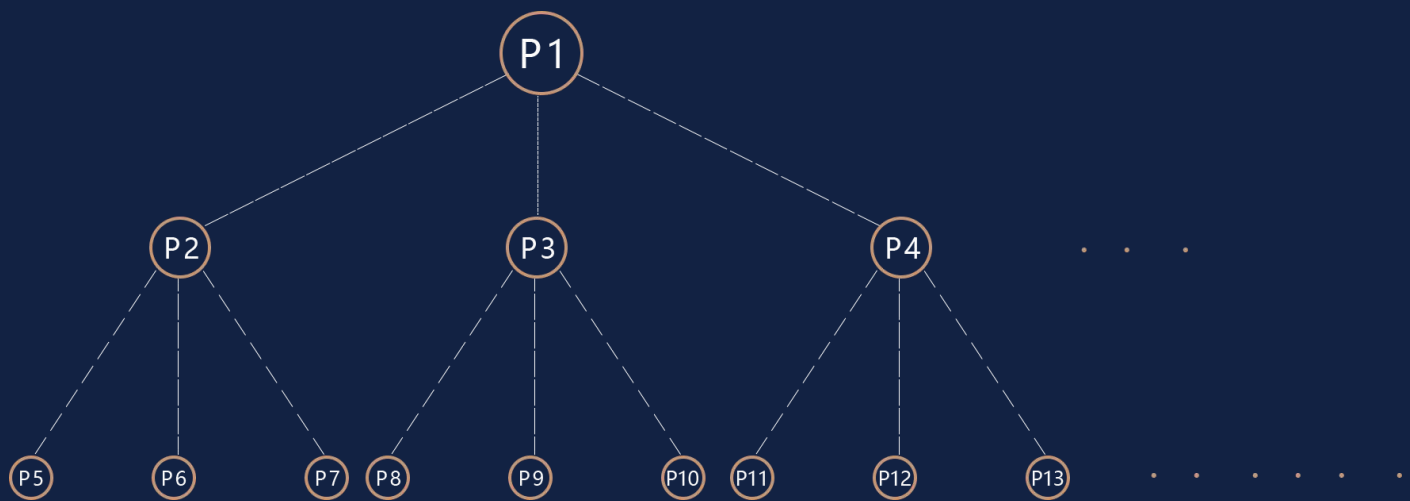 P1
P2 P3 P4 . . .
P5 P6 P7 P8 P9 P10 P11 P12 P13 . . . . . .